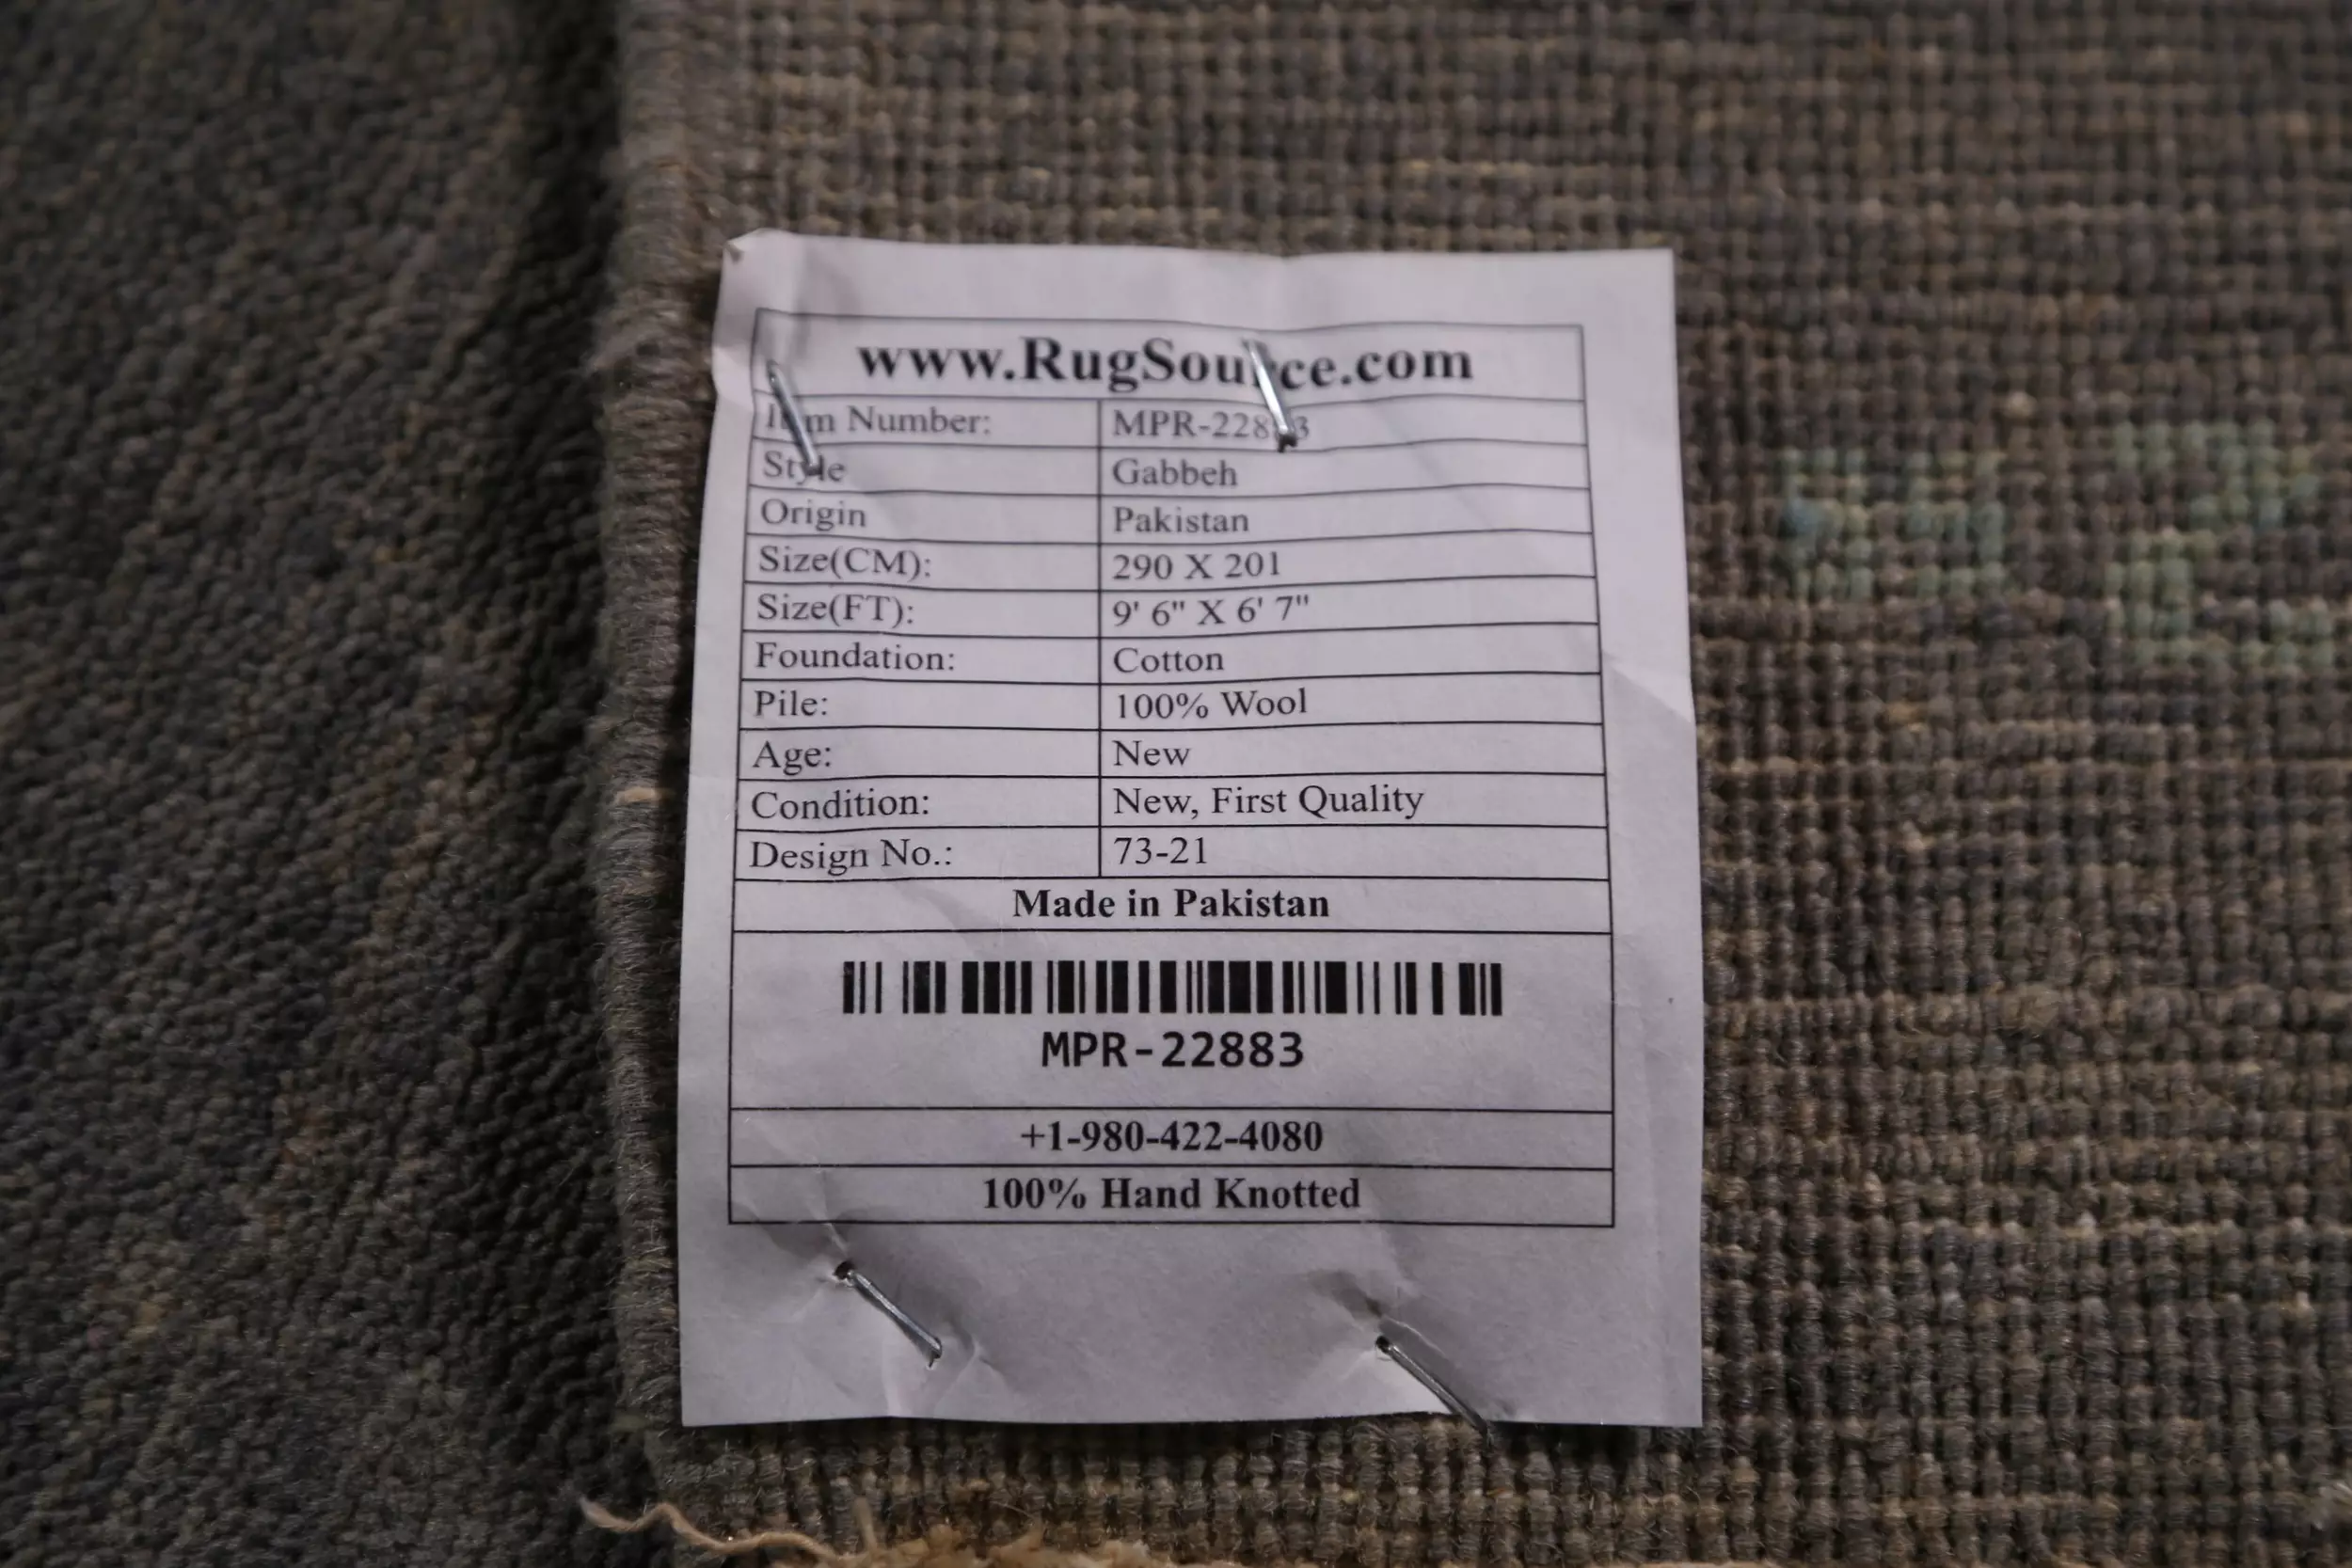 www.RugSource.com
Item Number: MPR-22883
Style Gabbeh
Origin Pakistan
Size(CM): 290 X 201
Size(FT): 9' 6" X 6' 7"
Foundation: Cotton
Pile: 100% Wool
Age: New
Condition: New, First Quality
Design No.: 73-21
Made in Pakistan
MPR-22883
+1-980-422-4080
100% Hand Knotted